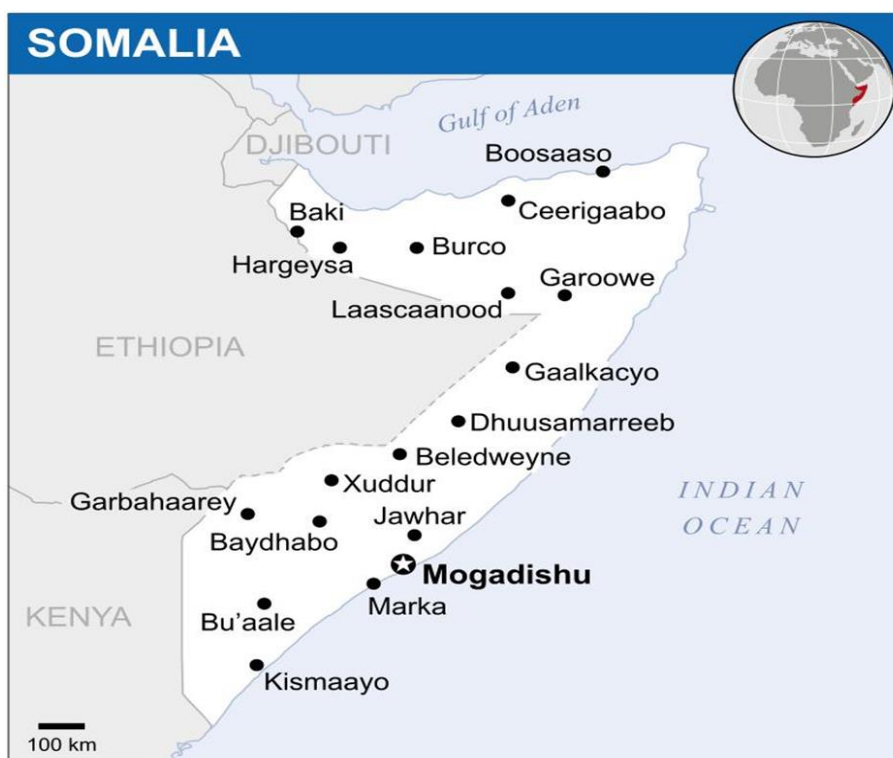 SOMALIA
Gulf of Aden
DJIBOUTI
Boosaaso
Ceerigaabo
Baki
Burco
Hargeysa
Garoowe
Laascaanood
ETHIOPIA
Gaalkacyo
Dhuusamarreeb
Beledweyne
Xuddur
INDIAN
OCEAN
Garbahaarey
Jawhar
Baydhabo
Mogadishu
Marka
KENYA
Bu’aale
Kismaayo
100 km